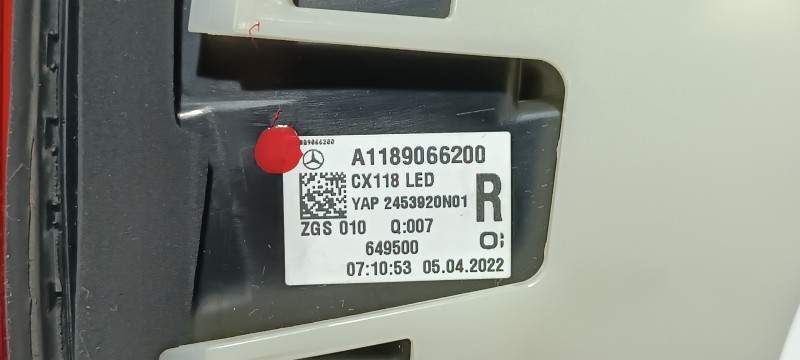 A1189066200
CX118 LED
YAP 2453920N01
R
ZGS 010 Q:007
649500
07:10:53 05.04.2022